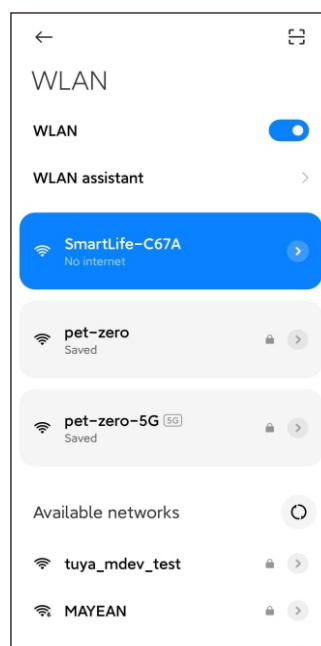 WLAN
WLAN
WLAN assistant
SmartLife-C67A
No internet
pet-zero
Saved
pet-zero-5G 5G
Saved
Available networks
tuya_mdev_test
MAYEAN